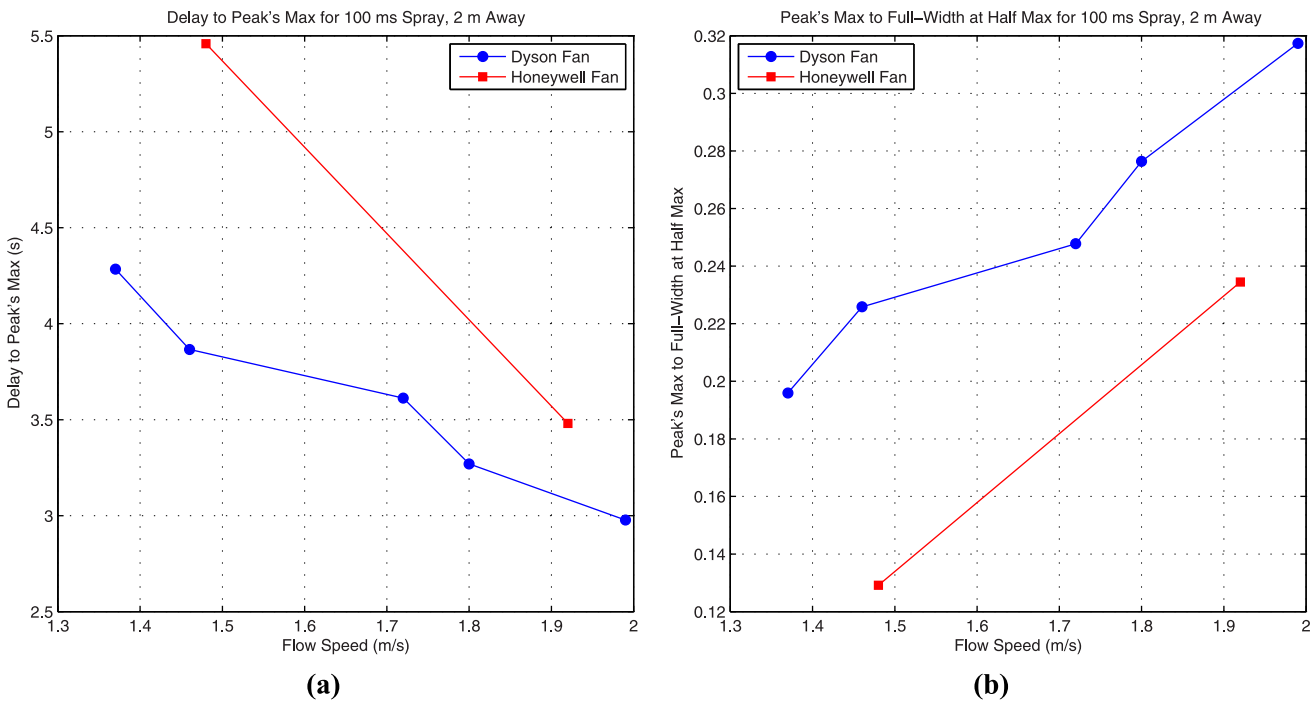 Delay to Peak's Max for 100 ms Spray, 2 m Away
5.5
5
4.5
4
3.5
3
2.5
Delay to Peak's Max (s)
Dyson Fan
Honeywell Fan
1.3 1.4 1.5 1.6 1.7 1.8 1.9 2
Flow Speed (m/s)
(a)
Peak's Max to Full-Width at Half Max for 100 ms Spray, 2 m Away
0.32
0.3
0.28
0.26
0.24
0.22
0.2
0.18
0.16
0.14
0.12
Peak's Max to Full-Width at Half Max
Dyson Fan
Honeywell Fan
1.3 1.4 1.5 1.6 1.7 1.8 1.9 2
Flow Speed (m/s)
(b)